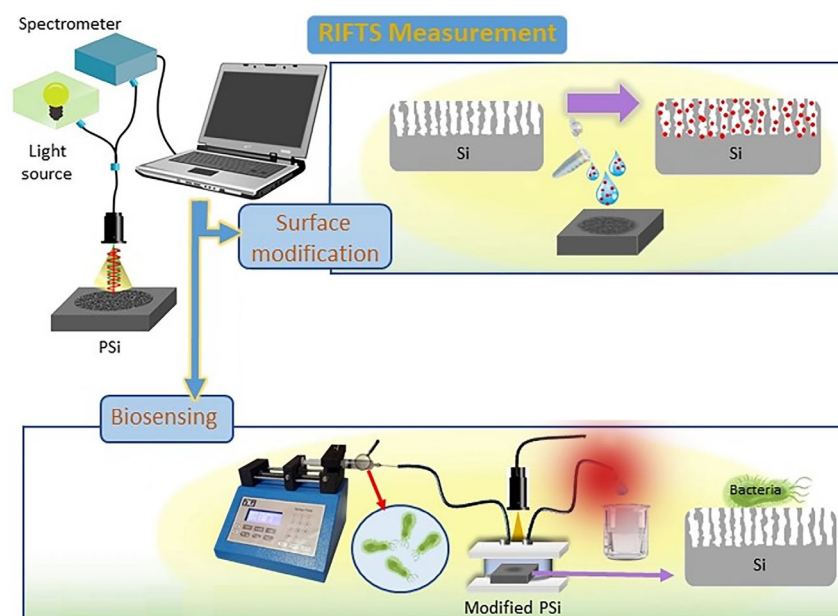 RIFTS Measurement
Spectrometer
Light
source
PSi
Surface
modification
Si
Si
Biosensing
Bacteria
Si
Modified PSi